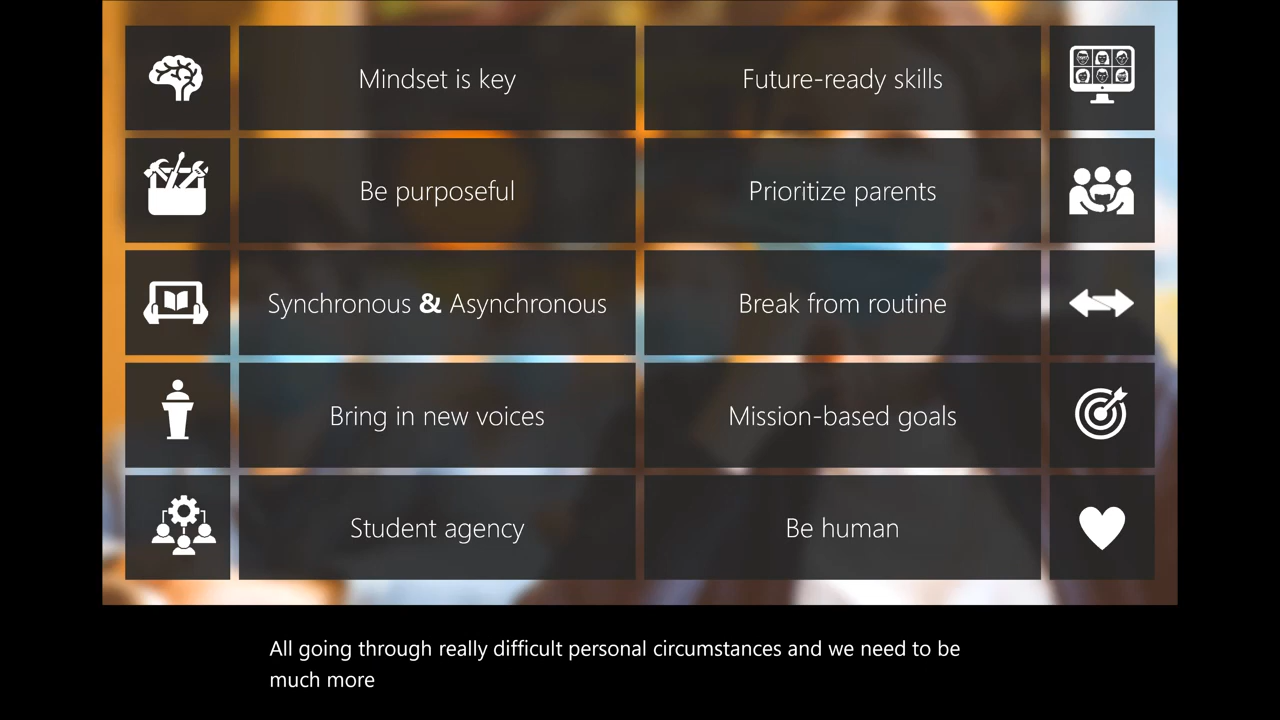 Mindset is key
Future-ready skills
Be purposeful
Prioritize parents
Synchronous & Asynchronous
Break from routine
Bring in new voices
Mission-based goals
Student agency
Be human
All going through really difficult personal circumstances and we need to be
much more